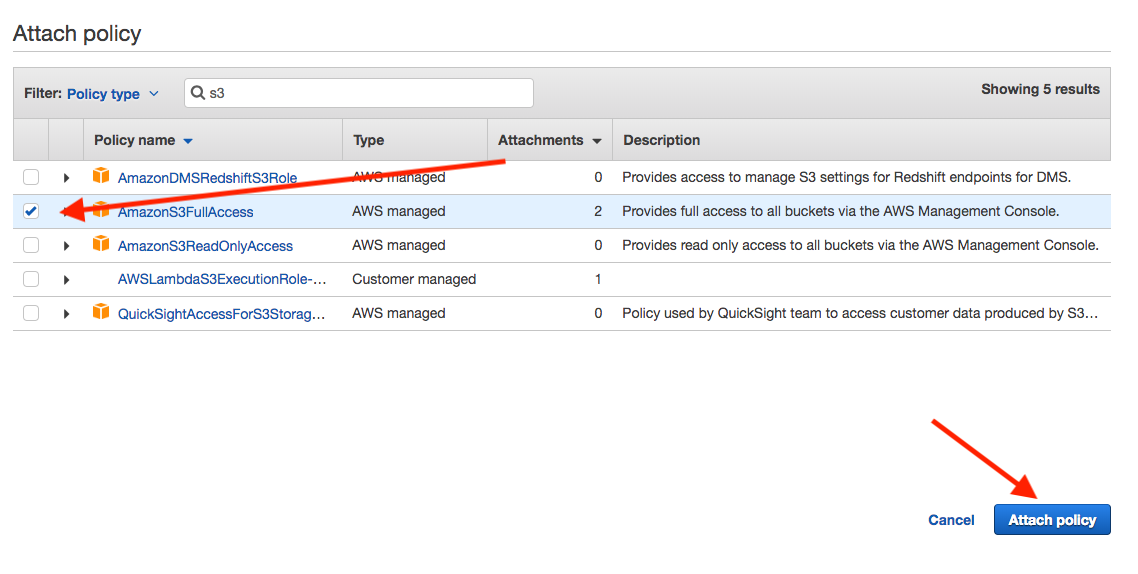 Attach policy
Filter: Policy type s3 Showing 5 results
Policy name Type Attachments Description
AmazonDMSRedshiftS3Role AWS managed 0 Provides access to manage S3 settings for Redshift endpoints for DMS.
AmazonS3FullAccess AWS managed 2 Provides full access to all buckets via the AWS Management Console.
AmazonS3ReadOnlyAccess AWS managed 0 Provides read only access to all buckets via the AWS Management Console.
AWSLambdaS3ExecutionRole-... Customer managed 1
QuickSightAccessForS3Storag... AWS managed 0 Policy used by QuickSight team to access customer data produced by S3...
Cancel Attach policy